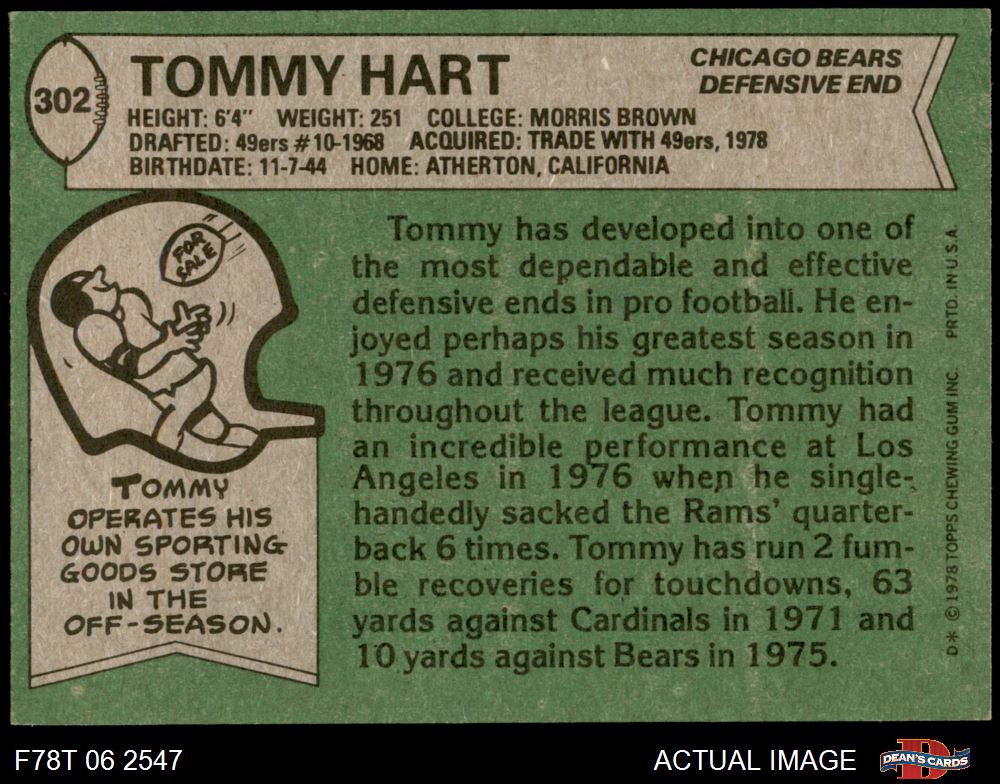 302
TOMMY HART
CHICAGO BEARS
DEFENSIVE END
HEIGHT: 6'4" WEIGHT: 251 COLLEGE: MORRIS BROWN
DRAFTED: 49ers #10-1968 ACQUIRED: TRADE WITH 49ers, 1978
BIRTHDATE: 11-7-44 HOME: ATHERTON, CALIFORNIA
FOR
SALE
TOMMY
OPERATES HIS
OWN SPORTING
GOODS STORE
IN THE
OFF-SEASON.
Tommy has developed into one of
the most dependable and effective
defensive ends in pro football. He en-
joyed perhaps his greatest season in
1976 and received much recognition
throughout the league. Tommy had
an incredible performance at Los
Angeles in 1976 when he single-
handedly sacked the Rams' quarter-
back 6 times. Tommy has run 2 fum-
ble recoveries for touchdowns, 63
yards against Cardinals in 1971 and
10 yards against Bears in 1975.
D* © 1978 TOPPS CHEWING GUM INC. PRTD. IN U.S.A.
F78T 06 2547
ACTUAL IMAGE
DEAN'S CARDS